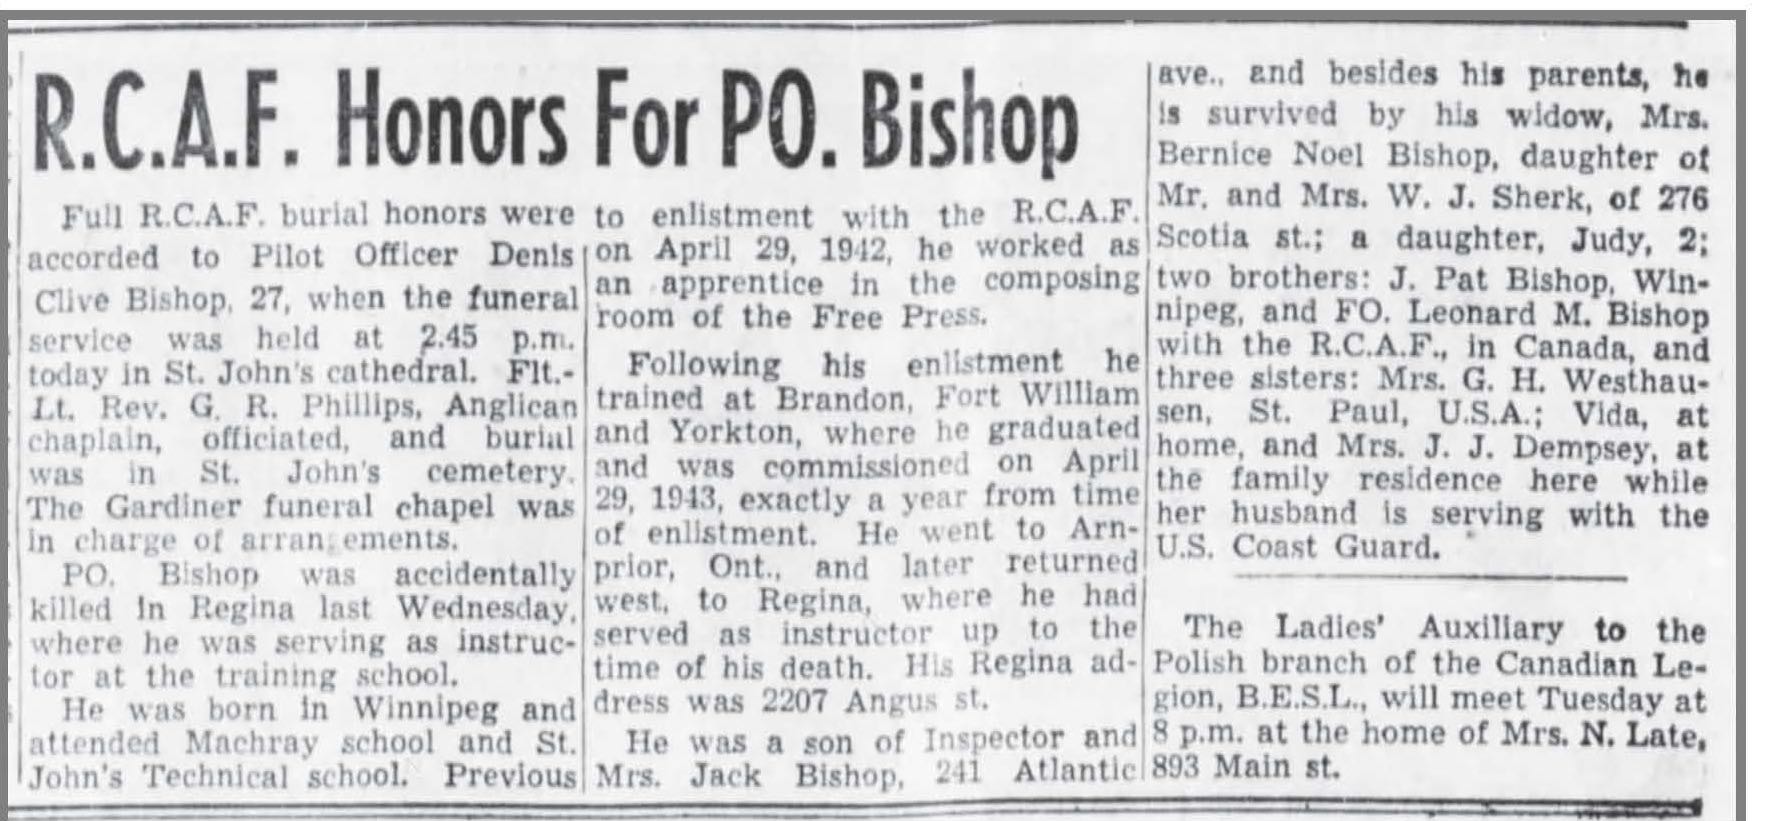 R.C.A.F. Honors For PO. Bishop
Full R.C.A.F. burial honors were
accorded to Pilot Officer Denis
Clive Bishop, 27, when the funeral
service was held at 2.45 p.m.
today in St. John's cathedral. Flt.-
Lt. Rev. G. R. Phillips, Anglican
chaplain, officiated, and burial
was in St. John's cemetery.
The Gardiner funeral chapel was
in charge of arrangements.
PO. Bishop was accidentally
killed in Regina last Wednesday,
where he was serving as instruc-
tor at the training school.
He was born in Winnipeg and
attended Machray school and St.
John's Technical school. Previous
to enlistment with the R.C.A.F.
on April 29, 1942, he worked as
an apprentice in the composing
room of the Free Press.
Following his enlistment he
trained at Brandon, Fort William
and Yorkton, where he graduated
and was commissioned on April
29, 1943, exactly a year from time
of enlistment. He went to Arn-
prior, Ont., and later returned
west, to Regina, where he had
served as instructor up to the
time of his death. His Regina ad-
dress was 2207 Angus st.
He was a son of Inspector and
Mrs. Jack Bishop, 241 Atlantic
ave., and besides his parents, he
is survived by his widow, Mrs.
Bernice Noel Bishop, daughter of
Mr. and Mrs. W. J. Sherk, of 276
Scotia st.; a daughter, Judy, 2;
two brothers: J. Pat Bishop, Win-
nipeg, and FO. Leonard M. Bishop
with the R.C.A.F., in Canada, and
three sisters: Mrs. G. H. Westhau-
sen, St. Paul, U.S.A.; Vida, at
home, and Mrs. J. J. Dempsey, at
the family residence here while
her husband is serving with the
U.S. Coast Guard.
The Ladies' Auxiliary to the
Polish branch of the Canadian Le-
gion, B.E.S.L., will meet Tuesday at
8 p.m. at the home of Mrs. N. Late,
893 Main st.